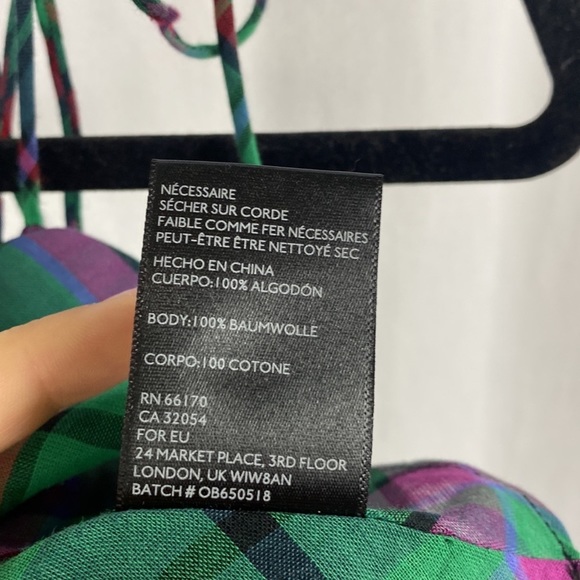 NÉCESSAIRE
SÉCHER SUR CORDE
FAIBLE COMME FER NÉCESSAIRES
PEUT-ÊTRE ÊTRE NETTOYÉ SEC
HECHO EN CHINA
CUERPO:100% ALGODÓN
BODY:100% BAUMWOLLE
CORPO:100 COTONE
RN 66170
CA 32054
FOR EU
24 MARKET PLACE, 3RD FLOOR
LONDON, UK WIW8AN
BATCH # OB650518